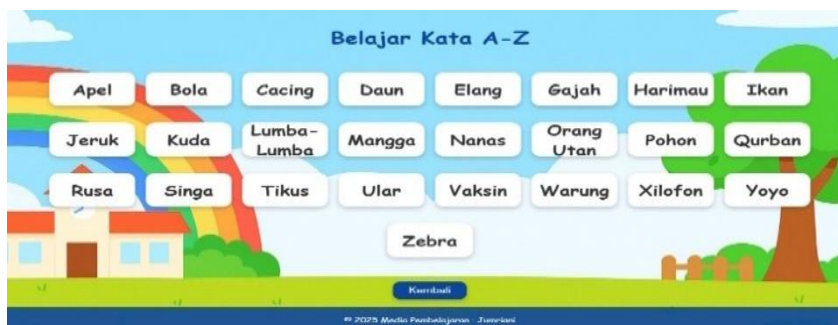 Belajar Kata A-Z
Apel Bola Cacing Daun Elang Gajah Harimau Ikan
Jeruk Kuda Lumba-Lumba Mangga Nanas Orang Utan Pohon Qurban
Rusa Singa Tikus Ular Vaksin Warung Xilofon Yoyo
Zebra
Kembali
© 2025 Media Pembelajaran - Jumriani